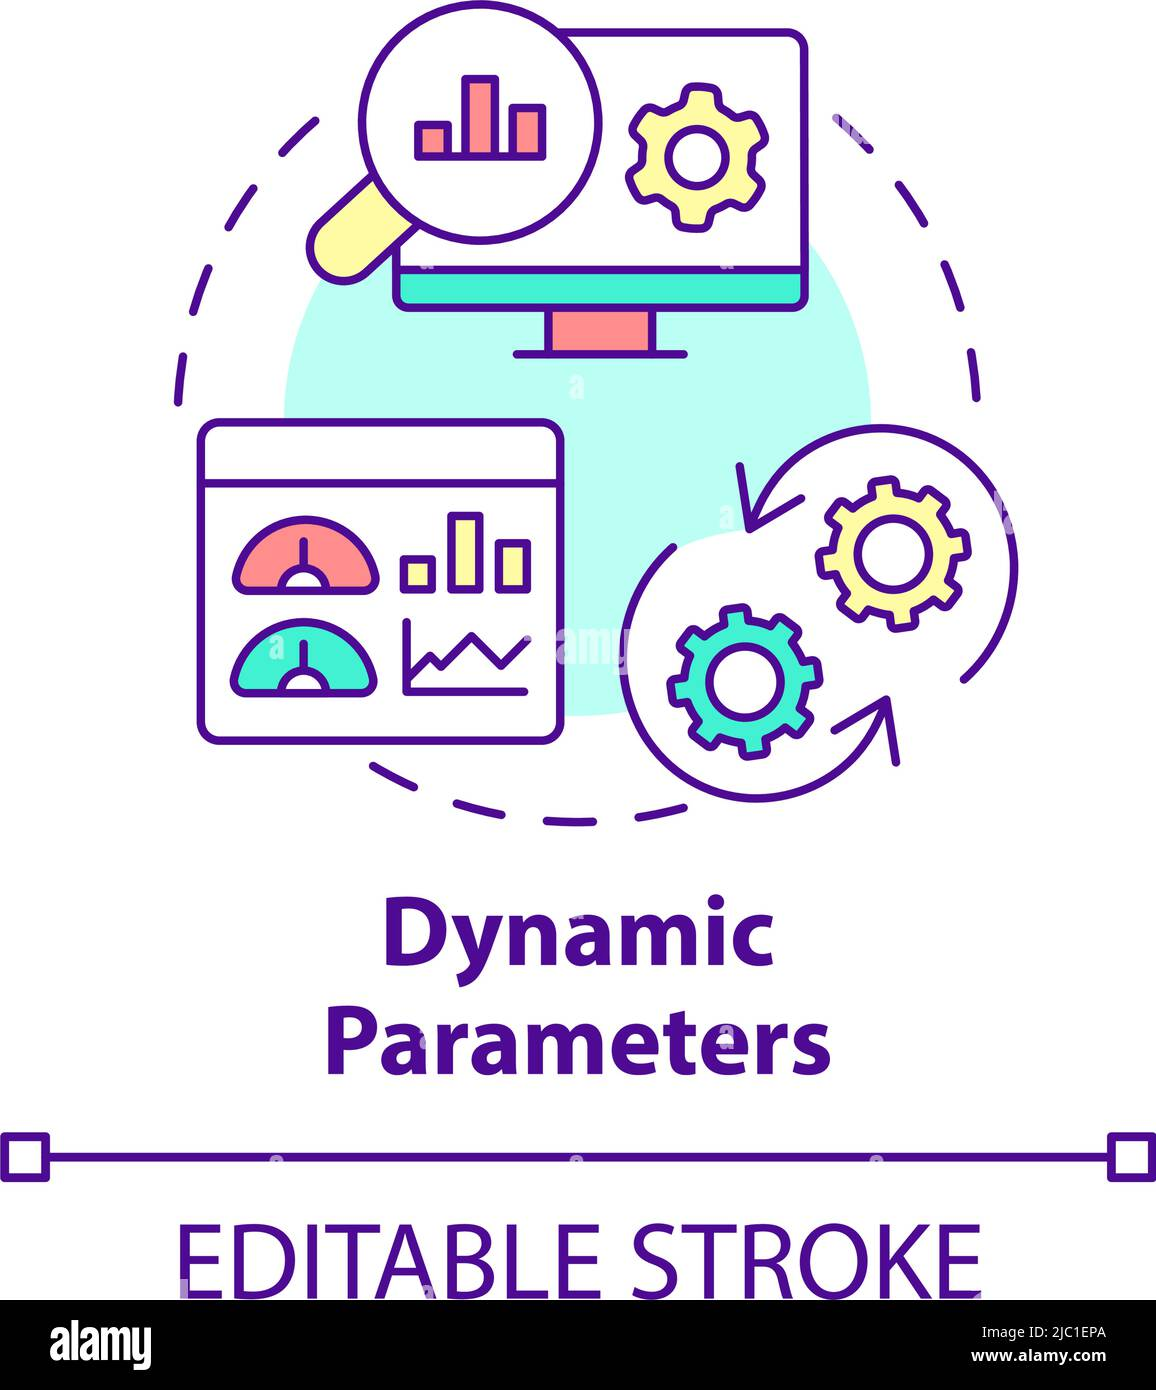 Dynamic
Parameters
EDITABLE STROKE
a a
a
a
a
a a a
alamy
Image ID: 2JC1EPA
www.alamy.com